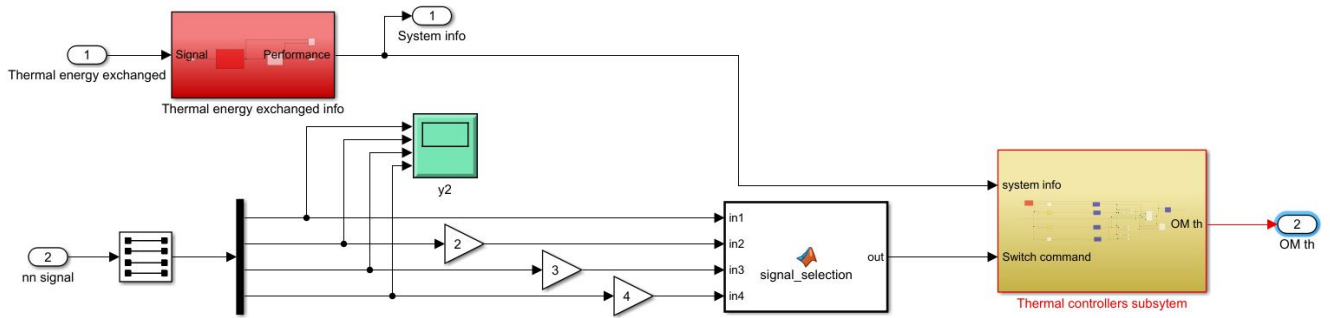 1
System info
1
Thermal energy exchanged
Signal
Performance
Thermal energy exchanged info
y2
2
nn signal
2
3
4
in1
in2
in3
in4
out
signal_selection
system info
Switch command
OM th
Thermal controllers subsytem
2
OM th